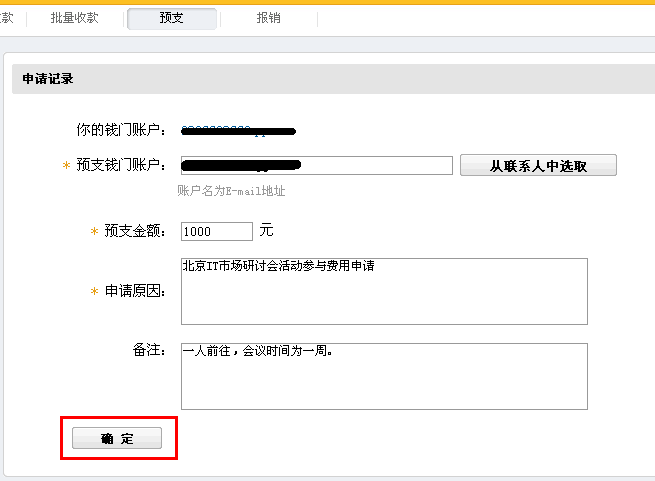 款 批量收款 预支 报销
申请记录
你的钱门账户：
* 预支钱门账户： 从联系人中选取
账户名为E-mail地址
* 预支金额： 1000 元
* 申请原因： 北京IT市场研讨会活动参与费用申请
备注： 一人前往，会议时间为一周。
确 定